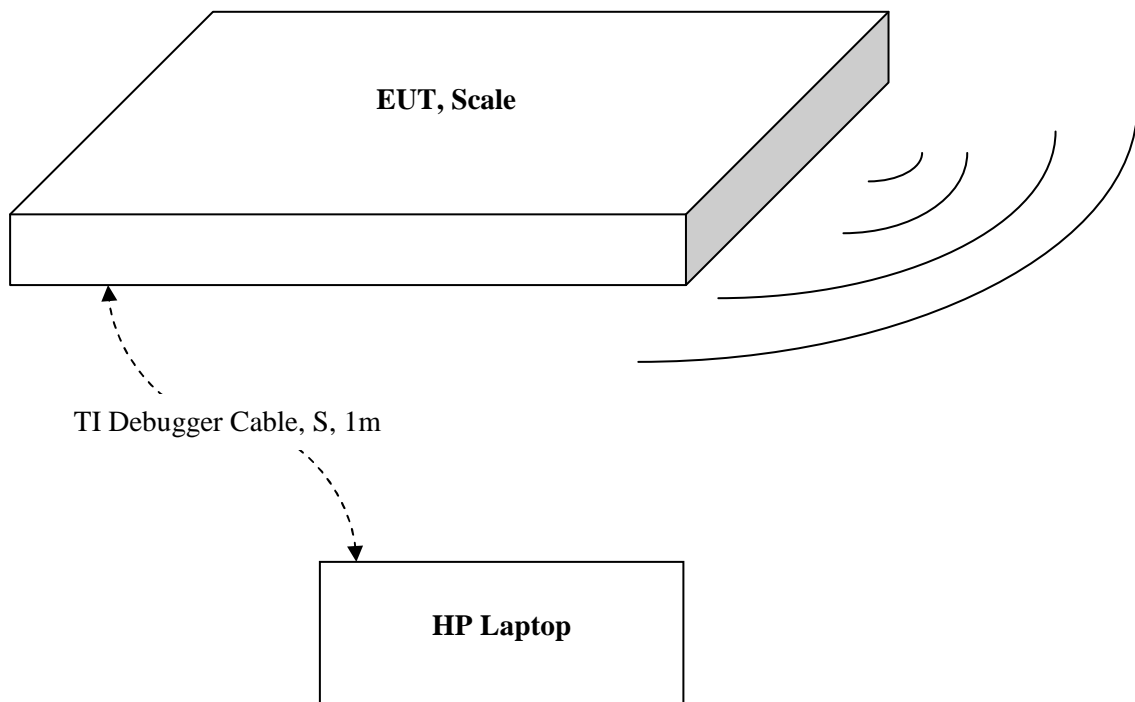 EUT, Scale
TI Debugger Cable, S, 1m
HP Laptop